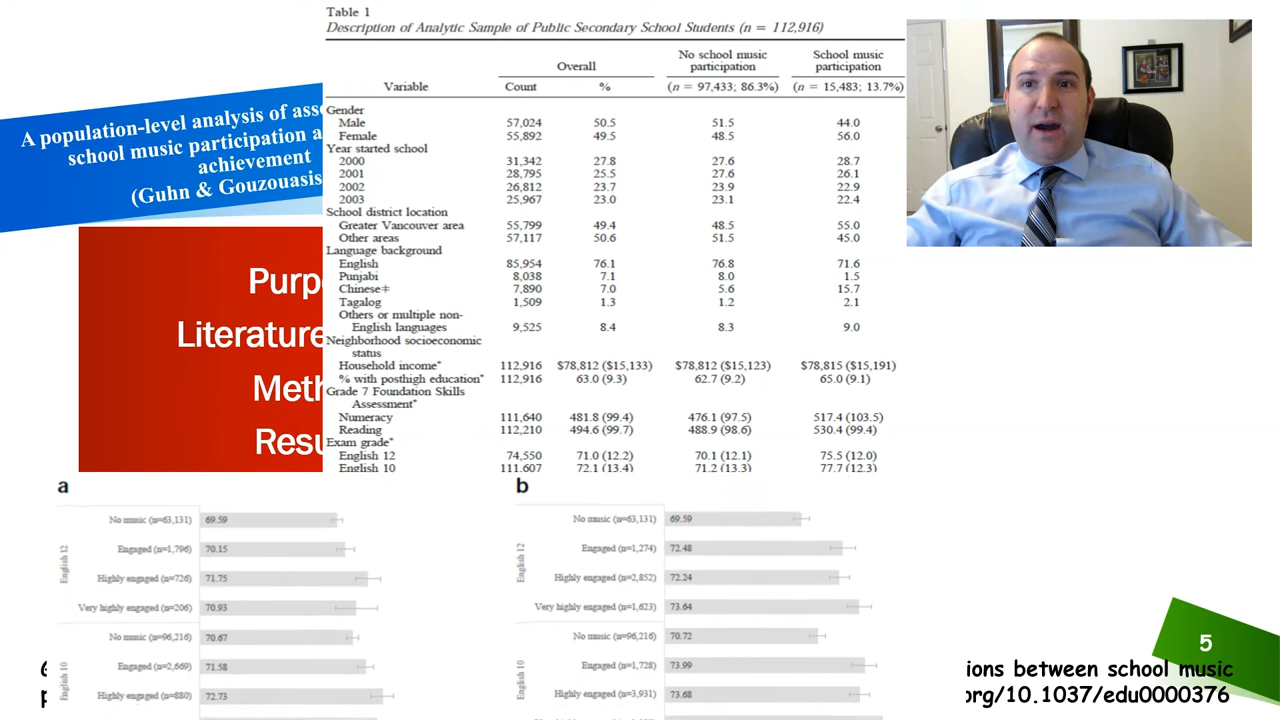 Table 1
Description of Analytic Sample of Public Secondary School Students (n = 112,916)
No school music School music
Overall participation participation
Variable Count % (n = 97,433; 86.3%) (n = 15,483; 13.7%)
Gender
Male 57,024 50.5 51.5 44.0
Female 55,892 49.5 48.5 56.0
Year started school
2000 31,342 27.8 27.6 28.7
2001 28,795 25.5 27.6 26.1
2002 26,812 23.7 23.9 22.9
2003 25,967 23.0 23.1 22.4
School district location
Greater Vancouver area 55,799 49.4 48.5 55.0
Other areas 57,117 50.6 51.5 45.0
Language background
English 85,954 76.1 76.8 71.6
Punjabi 8,038 7.1 8.0 1.5
Chinese‡ 7,890 7.0 5.6 15.7
Tagalog 1,509 1.3 1.2 2.1
Others or multiple non-
English languages 9,525 8.4 8.3 9.0
Neighborhood socioeconomic
status
Household income* 112,916 $78,812 ($15,133) $78,812 ($15,123) $78,815 ($15,191)
% with posthigh education* 112,916 63.0 (9.3) 62.7 (9.2) 65.0 (9.1)
Grade 7 Foundation Skills
Assessment*
Numeracy 111,640 481.8 (99.4) 476.1 (97.5) 517.4 (103.5)
Reading 112,210 494.6 (99.7) 488.9 (98.6) 530.4 (99.4)
Exam grade*
English 12 74,550 71.0 (12.2) 70.1 (12.1) 75.5 (12.0)
English 10 111,607 72.1 (13.4) 71.2 (13.3) 77.7 (12.3)
A population-level analysis of ass
school music participation a
achievement
(Guhn & Gouzouasis
Purp
Literature
Meth
Resu
a
No music (n=63,131) 69.59
Engaged (n=1,796) 70.15
Highly engaged (n=726) 71.75
Very highly engaged (n=206) 70.93
English 12
No music (n=96,216) 70.67
Engaged (n=2,669) 71.58
Highly engaged (n=880) 72.73
English 10
b
No music (n=63,131) 69.59
Engaged (n=1,274) 72.48
Highly engaged (n=2,852) 72.24
Very highly engaged (n=1,623) 73.64
English 12
No music (n=96,216) 70.72
Engaged (n=1,728) 73.99
Highly engaged (n=3,931) 73.68
English 10
5
ions between school music
org/10.1037/edu0000376